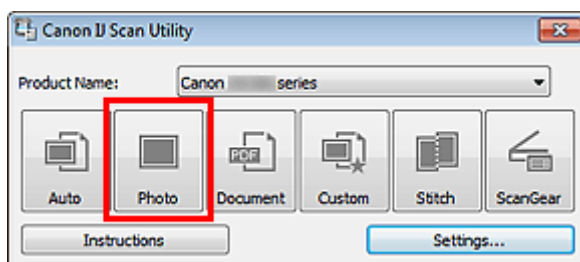 Canon IJ Scan Utility
Product Name: Canon series
PDF
Auto Photo Document Custom Stitch ScanGear
Instructions Settings...